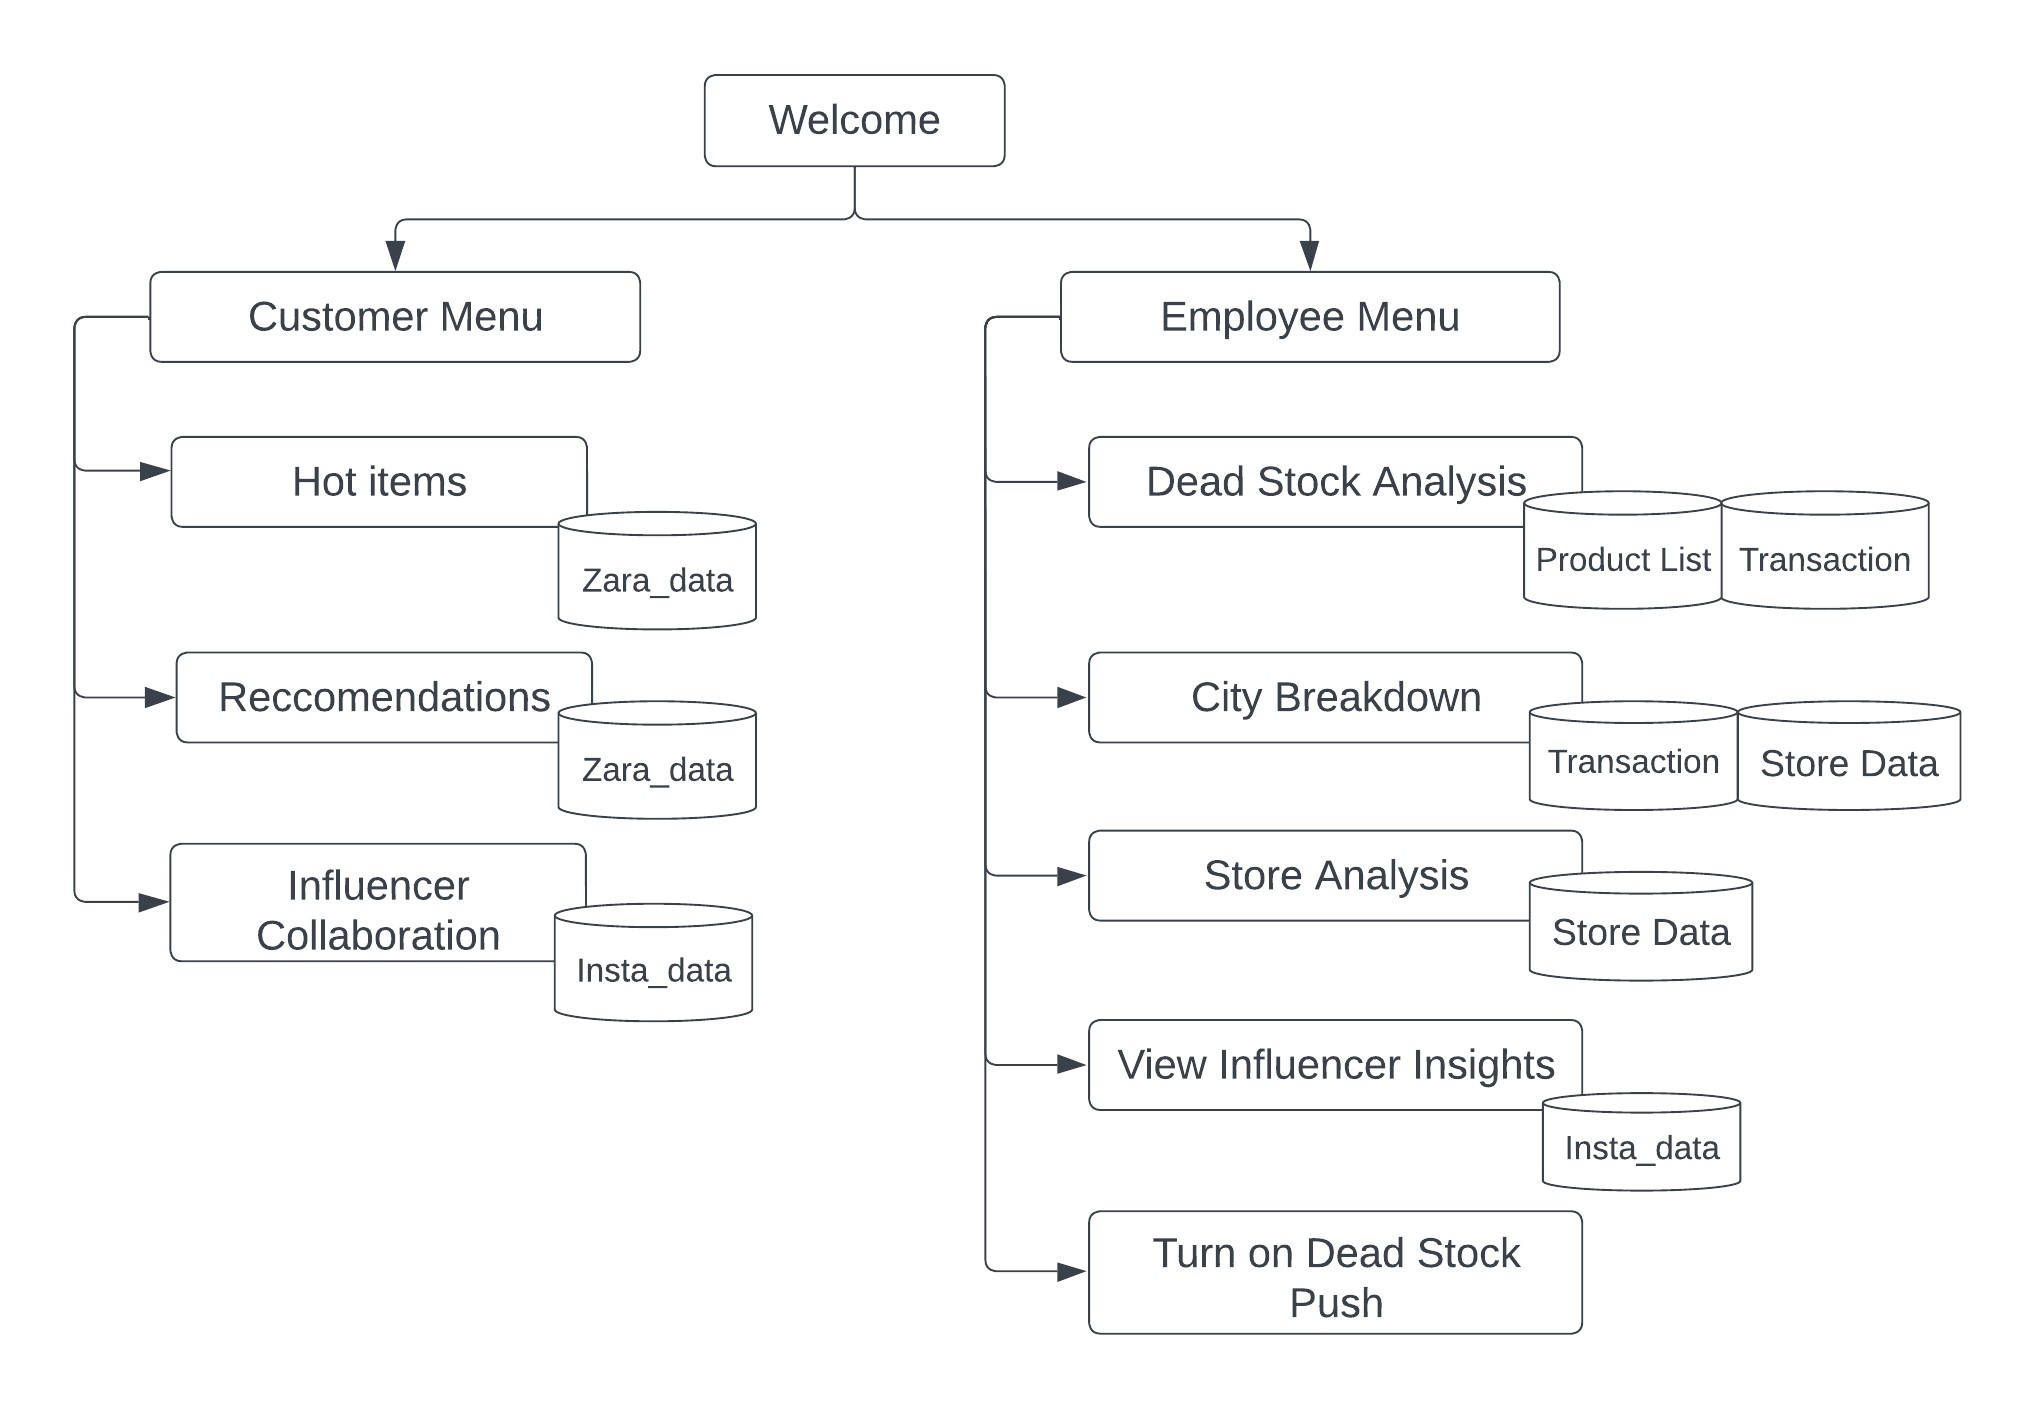 Welcome
Customer Menu
Hot items
Zara_data
Reccomendations
Zara_data
Influencer
Collaboration
Insta_data
Employee Menu
Dead Stock Analysis
Product List
Transaction
City Breakdown
Transaction
Store Data
Store Analysis
Store Data
View Influencer Insights
Insta_data
Turn on Dead Stock
Push